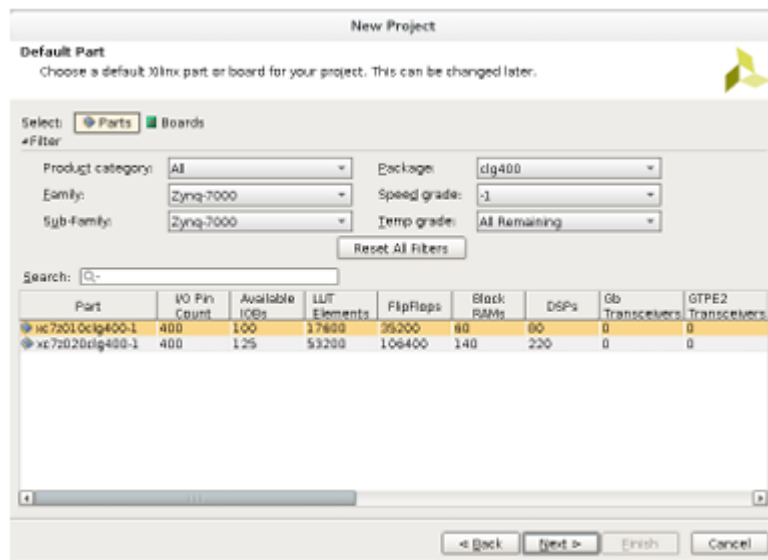 New Project
Default Part
Choose a default Xilinx part or board for your project. This can be changed later.
Select: Parts Boards
Filter
Product category: All Package: clg400
Family: Zynq-7000 Speed grade: -1
Sub-Family: Zynq-7000 Temp grade: All Remaining
Reset All Filters
Search:
Part I/O Pin Count Available IOBs LUT Elements FlipFlops Block RAMs DSPs Gb Transceivers GTPE2 Transceivers
xc7z010clg400-1 400 100 17600 35200 60 80 0 0
xc7z020clg400-1 400 125 53200 106400 140 220 0 0
< Back Next > Finish Cancel